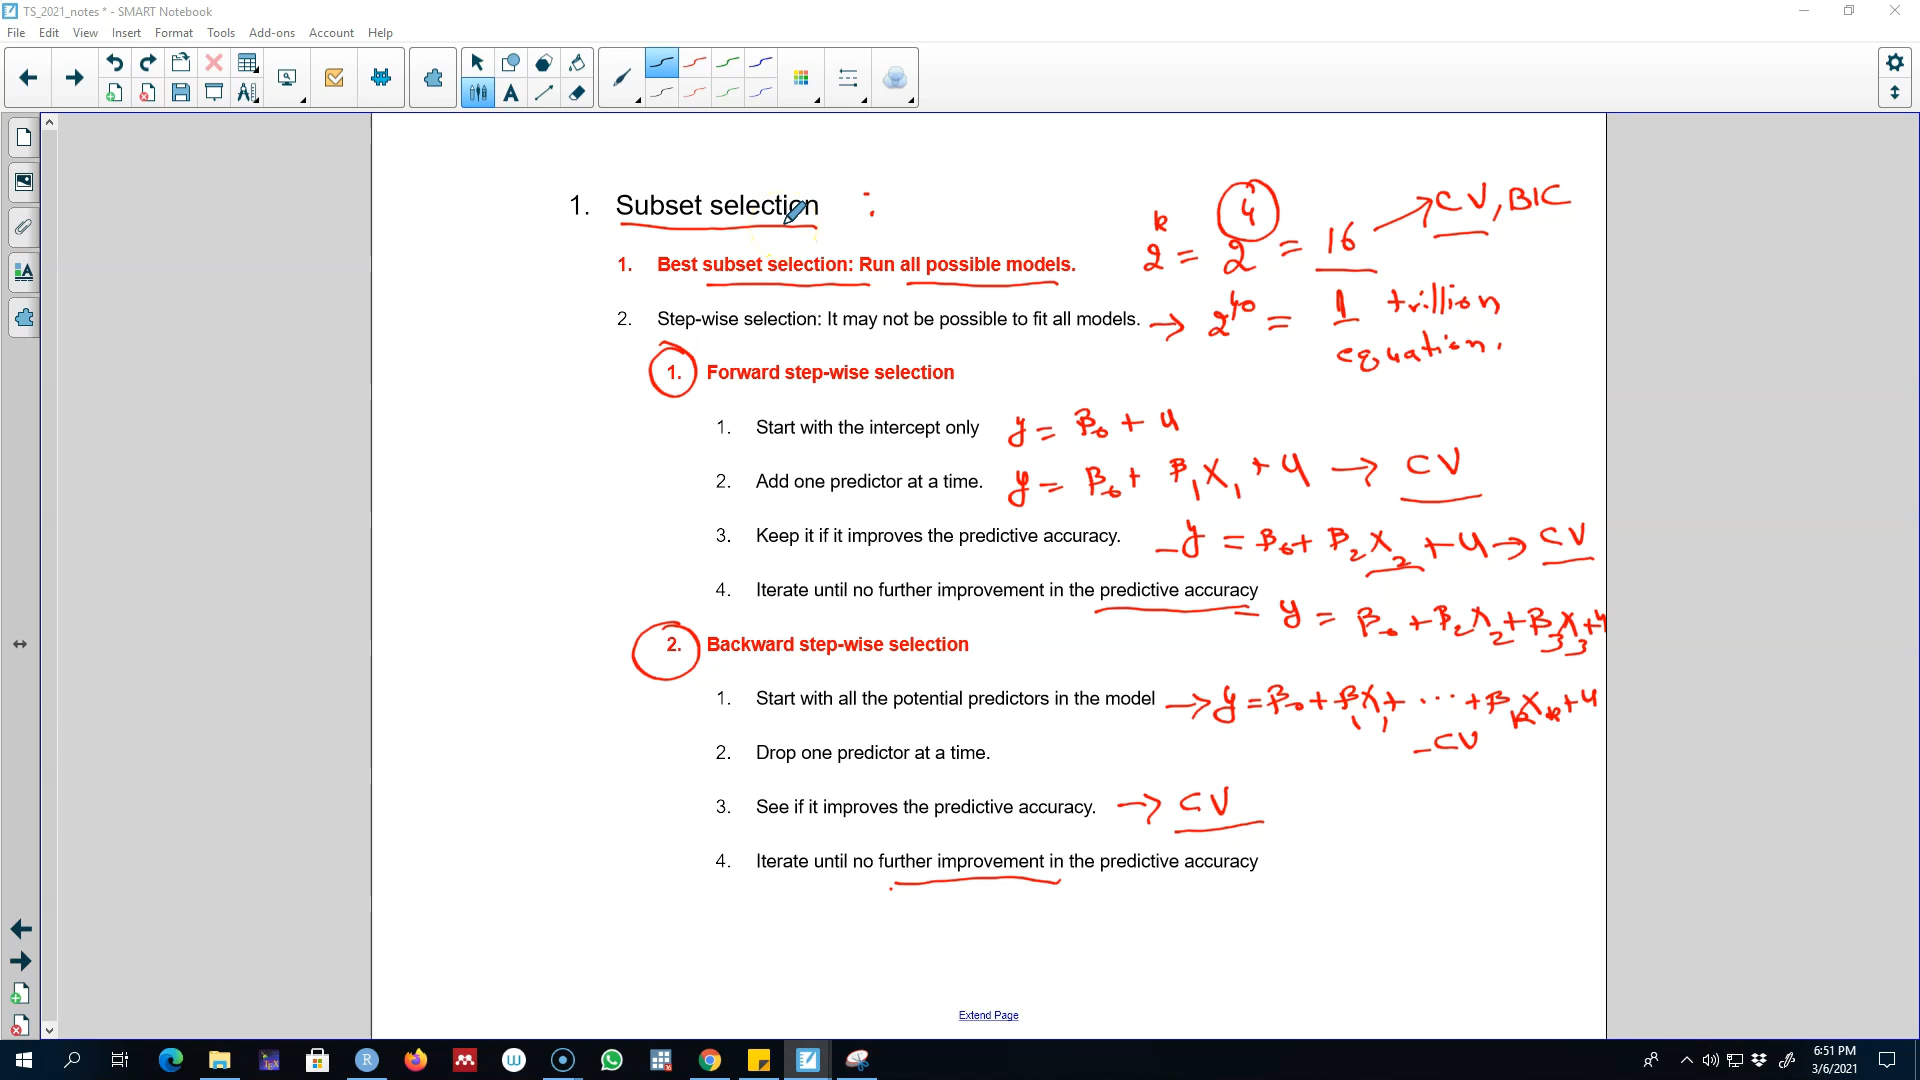 TS_2021_notes * - SMART Notebook
File Edit View Insert Format Tools Add-ons Account Help
1. Subset selection :
2^k = 2^4 = 16 → CV, BIC
1. Best subset selection: Run all possible models.
2. Step-wise selection: It may not be possible to fit all models. → 2^40 = 1 trillion
equation.
1. Forward step-wise selection
1. Start with the intercept only y = β₀ + u
2. Add one predictor at a time. y = β₀ + β₁X₁ + u → CV
3. Keep it if it improves the predictive accuracy. - y = β₀ + β₂X₂ + u → CV
4. Iterate until no further improvement in the predictive accuracy
- y = β₀ + β₂X₂ + β₃X₃ + u
2. Backward step-wise selection
1. Start with all the potential predictors in the model → y = β₀ + β₁X₁ + ... + βₖXₖ + u
- CV
2. Drop one predictor at a time.
3. See if it improves the predictive accuracy. → CV
4. Iterate until no further improvement in the predictive accuracy
Extend Page
6:51 PM
3/6/2021